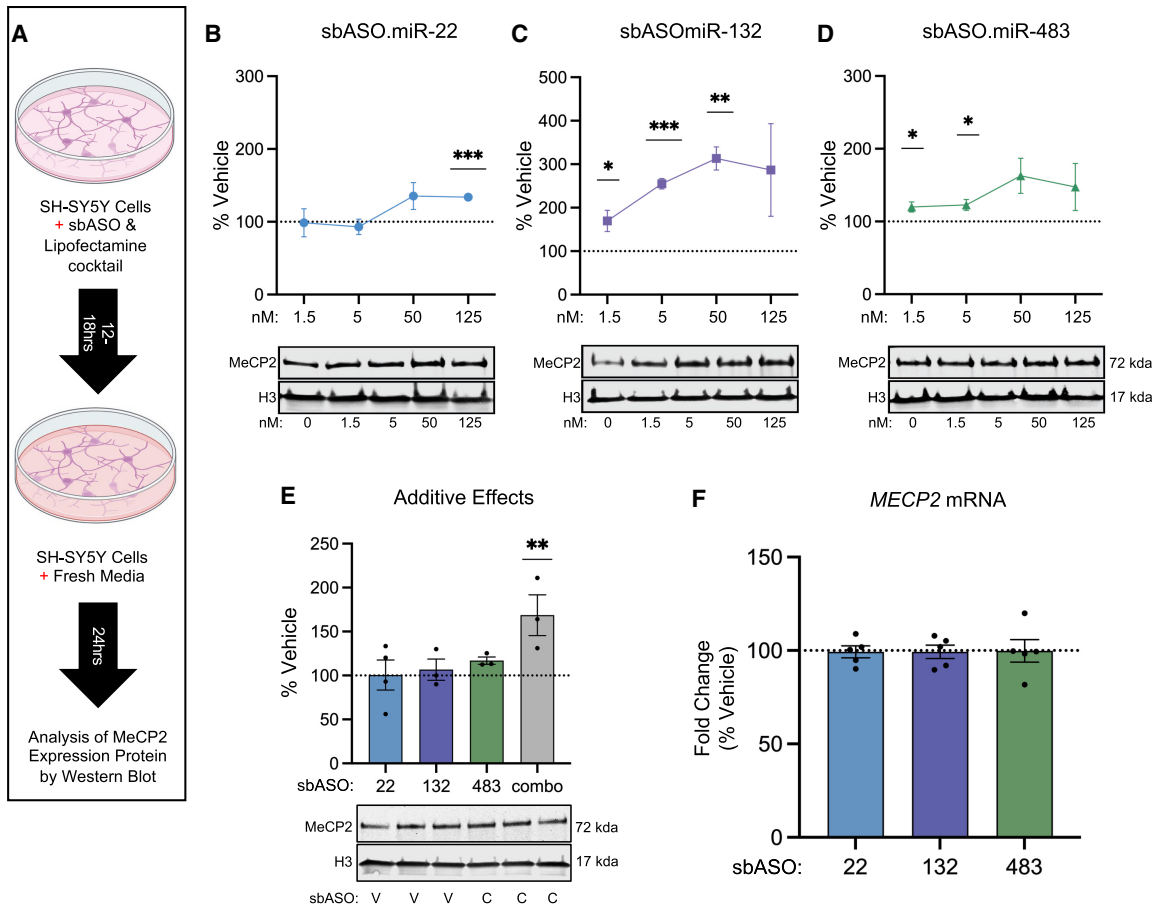 A
SH-SY5Y Cells
+ sbASO &
Lipofectamine
cocktail
12-
18hrs
SH-SY5Y Cells
+ Fresh Media
24hrs
Analysis of MeCP2
Expression Protein
by Western Blot
B
sbASO.miR-22
% Vehicle
300
200
100
0
***
nM: 1.5 5 50 125
MeCP2
H3
nM: 0 1.5 5 50 125
C
sbASOmiR-132
% Vehicle
500
400
300
200
100
0
* *** **
nM: 1.5 5 50 125
MeCP2
H3
nM: 0 1.5 5 50 125
D
sbASO.miR-483
% Vehicle
300
200
100
0
* *
nM: 1.5 5 50 125
MeCP2 72 kda
H3 17 kda
nM: 0 1.5 5 50 125
E
Additive Effects
% Vehicle
250
200
150
100
50
0
**
sbASO: 22 132 483 combo
MeCP2 72 kda
H3 17 kda
sbASO: V V V C C C
F
MECP2 mRNA
Fold Change
(% Vehicle)
150
100
50
0
sbASO: 22 132 483